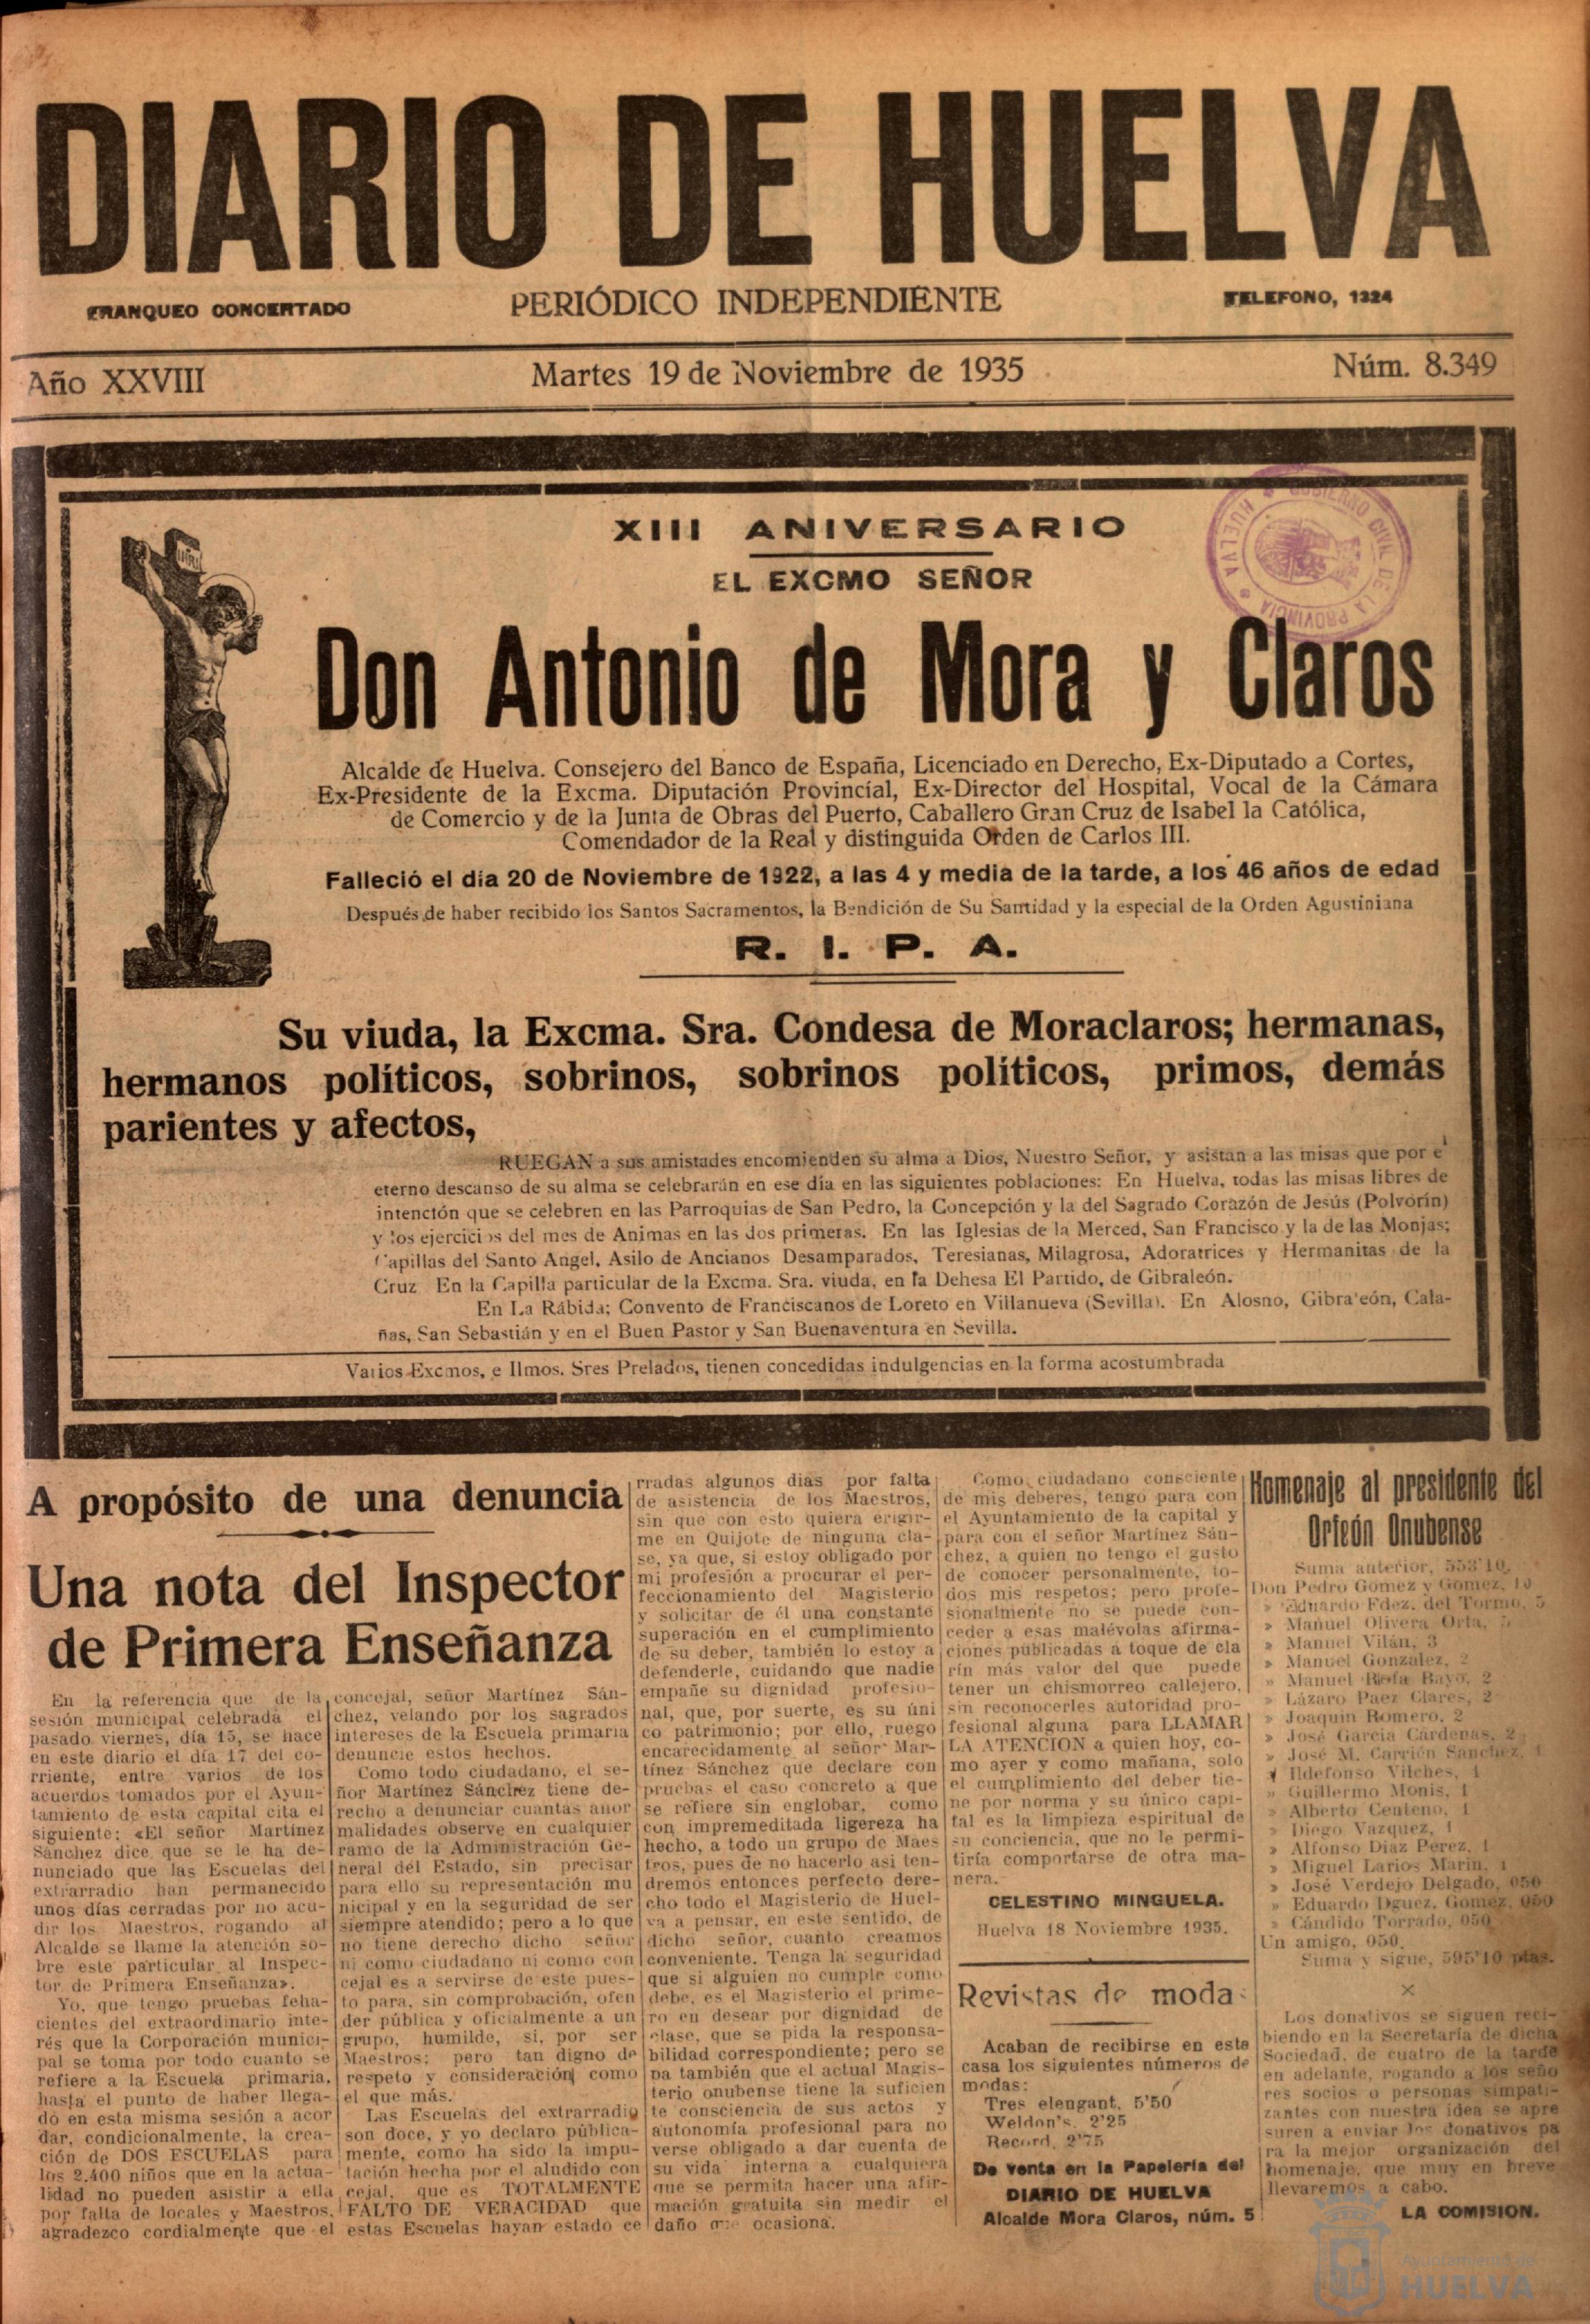 DIARIO DE HUELVA
FRANQUEO CONCERTADO
PERIÓDICO INDEPENDIENTE
TELEFONO, 1324
Año XXVIII
Martes 19 de Noviembre de 1935
Núm. 8.349
XIII ANIVERSARIO
EL EXCMO SEÑOR
Don Antonio de Mora y Claros
Alcalde de Huelva. Consejero del Banco de España, Licenciado en Derecho, Ex-Diputado a Cortes,
Ex-Presidente de la Excma. Diputación Provincial, Ex-Director del Hospital, Vocal de la Cámara
de Comercio y de la Junta de Obras del Puerto, Caballero Gran Cruz de Isabel la Católica,
Comendador de la Real y distinguida Orden de Carlos III.
Falleció el día 20 de Noviembre de 1922, a las 4 y media de la tarde, a los 46 años de edad
Después de haber recibido los Santos Sacramentos, la Bendición de Su Santidad y la especial de la Orden Agustiniana
R. I. P. A.
Su viuda, la Excma. Sra. Condesa de Moraclaros; hermanas,
hermanos políticos, sobrinos, sobrinos políticos, primos, demás
parientes y afectos,
RUEGAN a sus amistades encomienden su alma a Dios, Nuestro Señor, y asistan a las misas que por e
eterno descanso de su alma se celebrarán en ese día en las siguientes poblaciones: En Huelva, todas las misas libres de
intención que se celebren en las Parroquias de San Pedro, la Concepción y la del Sagrado Corazón de Jesús (Polvorín)
y los ejercicios del mes de Animas en las dos primeras. En las Iglesias de la Merced, San Francisco y la de las Monjas;
Capillas del Santo Angel, Asilo de Ancianos Desamparados, Teresianas, Milagrosa, Adoratrices y Hermanitas de la
Cruz En la Capilla particular de la Excma. Sra. viuda, en la Dehesa El Partido, de Gibraleón.
En La Rábida; Convento de Franciscanos de Loreto en Villanueva (Sevilla). En Alosno, Gibra'eón, Cala-
ñas, San Sebastián y en el Buen Pastor y San Buenaventura en Sevilla.
Varios Excmos, e Ilmos. Sres Prelados, tienen concedidas indulgencias en la forma acostumbrada
GOBIERNO CIVIL DE LA PROVINCIA HUELVA
A propósito de una denuncia
Una nota del Inspector
de Primera Enseñanza
En la referencia que de la
sesión municipal celebrada el
pasado viernes, día 15, se hace
en este diario el día 17 del co-
rriente, entre varios de los
acuerdos tomados por el Ayun-
tamiento de esta capital cita el
siguiente: «El señor Martínez
Sánchez dice que se le ha de-
nunciado que las Escuelas del
extrarradio han permanecido
unos días cerradas por no acu-
dir los Maestros, rogando al
Alcalde se llame la atención so-
bre este particular al Inspec-
tor de Primera Enseñanza».
Yo, que tengo pruebas feha-
cientes del extraordinario inte-
rés que la Corporación munici-
pal se toma por todo cuanto se
refiere a la Escuela primaria,
hasta el punto de haber llega-
do en esta misma sesión a acor
dar, condicionalmente, la crea-
ción de DOS ESCUELAS para
los 2.400 niños que en la actua-
lidad no pueden asistir a ella
por falta de locales y Maestros,
agradezco cordialmente que el
concejal, señor Martínez Sán-
chez, velando por los sagrados
intereses de la Escuela primaria
denuncie estos hechos.
Como todo ciudadano, el se-
ñor Martínez Sánchez tiene de-
recho a denunciar cuantas anor
malidades observe en cualquier
ramo de la Administración Ge-
neral del Estado, sin precisar
para ello su representación mu
nicipal y en la seguridad de ser
siempre atendido; pero a lo que
no tiene derecho dicho señor
ni como ciudadano ni como con
cejal es a servirse de este pues-
to para, sin comprobación, ofen
der pública y oficialmente a un
grupo, humilde, si, por ser
Maestros; pero tan digno de
respeto y consideración como
el que más.
Las Escuelas del extrarradio
son doce, y yo declaro pública-
mente, como ha sido la impu-
tación hecha por el aludido con
cejal, que es TOTALMENTE
FALTO DE VERACIDAD que
estas Escuelas hayan estado ce
rradas algunos días por falta
de asistencia de los Maestros,
sin que con esto quiera erigir-
me en Quijote de ninguna cla-
se, ya que, si estoy obligado por
mi profesión a procurar el per-
feccionamiento del Magisterio
y solicitar de él una constante
superación en el cumplimiento
de su deber, también lo estoy a
defenderle, cuidando que nadie
empañe su dignidad profesio-
nal, que, por suerte, es su úni
co patrimonio; por ello, ruego
encarecidamente al señor Mar-
tínez Sánchez que declare con
pruebas el caso concreto a que
se refiere sin englobar, como
con impremeditada ligereza ha
hecho, a todo un grupo de Maes
tros, pues de no hacerlo así ten-
dremos entonces perfecto dere-
cho todo el Magisterio de Huel-
va a pensar, en este sentido, de
dicho señor, cuanto creamos
conveniente. Tenga la seguridad
que si alguien no cumple como
debe, es el Magisterio el prime-
ro en desear por dignidad de
clase, que se pida la responsa-
bilidad correspondiente; pero se
pa también que el actual Magis-
terio onubense tiene la suficien
te consciencia de sus actos y
autonomía profesional para no
verse obligado a dar cuenta de
su vida interna a cualquiera
que se permita hacer una afir-
mación gratuita sin medir el
daño que ocasiona.
Como ciudadano consciente
de mis deberes, tengo para con
el Ayuntamiento de la capital y
para con el señor Martínez Sán-
chez, a quien no tengo el gusto
de conocer personalmente, to-
dos mis respetos; pero profe-
sionalmente no se puede con-
ceder a esas malévolas afirma-
ciones públicadas a toque de cla
rín más valor del que puede
tener un chismorreo callejero,
sin reconocerles autoridad pro-
fesional alguna para LLAMAR
LA ATENCION a quien hoy, co-
mo ayer y como mañana, solo
el cumplimiento del deber tie-
ne por norma y su único capi-
tal es la limpieza espiritual de
su conciencia, que no le permi-
tiría comportarse de otra ma-
nera.
CELESTINO MINGUELA.
Huelva 18 Noviembre 1935.
Revistas de moda
Acaban de recibirse en esta
casa los siguientes números de
modas:
Tres elengant, 5'50
Weldon's, 2'25
Record, 2'75
De venta en la Papelería del
DIARIO DE HUELVA
Alcalde Mora Claros, núm. 5
Homenaje al presidente del
Orfeón Onubense
Suma anterior, 553'10.
Don Pedro Gómez y Gómez, 10
» Eduardo Fdez. del Tormo, 5
» Manuel Olivera Orta, 5
» Manuel Vilán, 3
» Manuel González, 2
» Manuel Rosa Bayo, 2
» Lázaro Paez Clares, 2
» Joaquín Romero, 2
» José García Cárdenas, 2
» José M. Carrión Sánchez, 1
» Ildefonso Vilches, 1
» Guillermo Monis, 1
» Alberto Centeno, 1
» Diego Vazquez, 1
» Alfonso Díaz Pérez, 1
» Miguel Larios Marín, 1
» José Verdejo Delgado, 050
» Eduardo Dguez. Gómez, 050
» Cándido Torrado, 050
Un amigo, 050.
Suma y sigue, 595'10 ptas.
×
Los donativos se siguen reci-
biendo en la Secretaría de dicha
Sociedad, de cuatro de la tarde
en adelante, rogando a los seño
res socios o personas simpati-
zantes con nuestra idea se apre
suren a enviar los donativos pa
ra la mejor organización del
homenaje, que muy en breve
llevaremos a cabo.
LA COMISION.
Ayuntamiento de
HUELVA